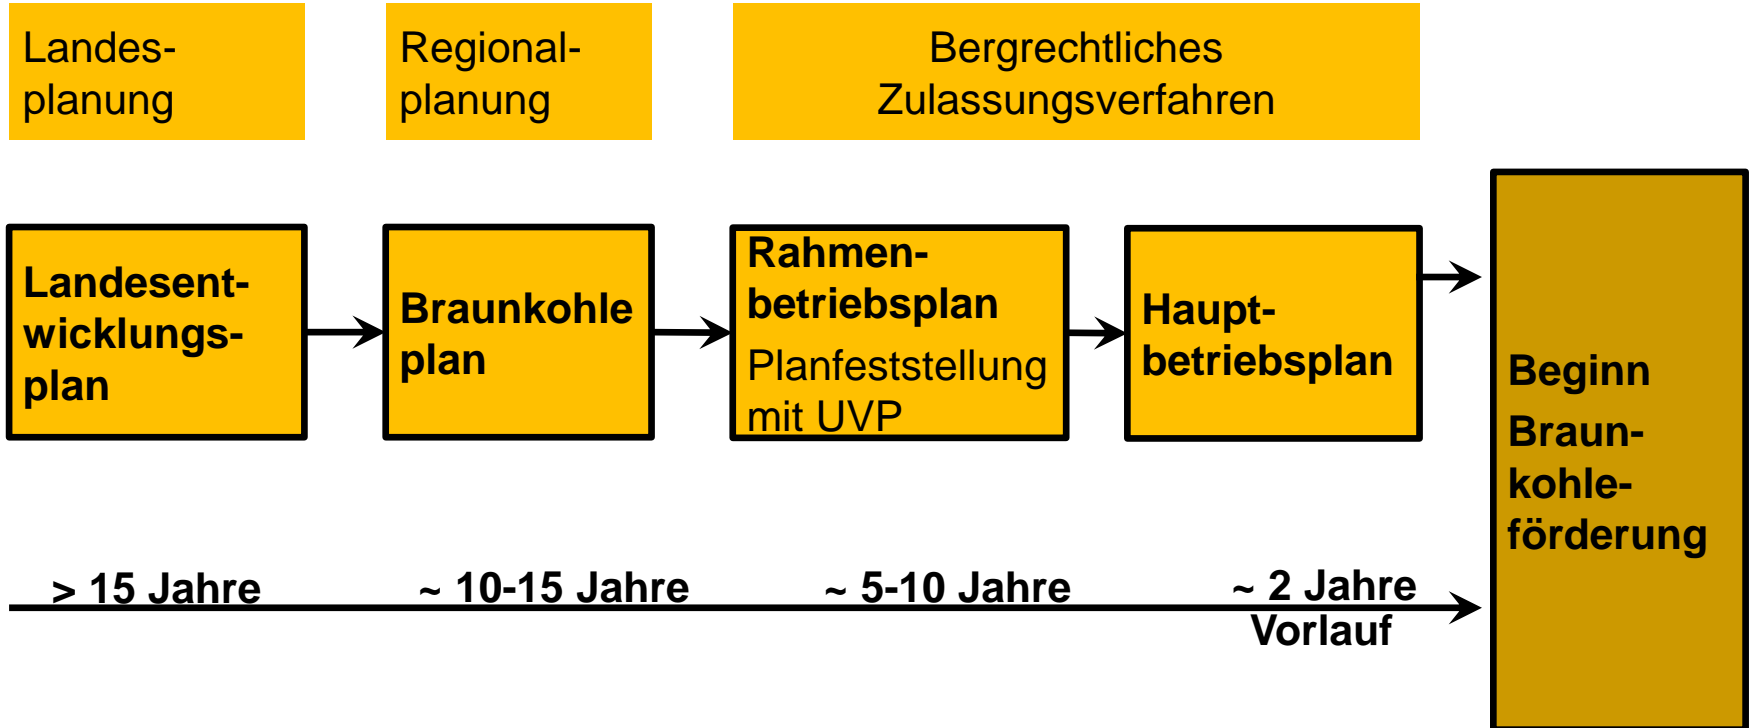 Landes-
planung
Regional-
planung
Bergrechtliches
Zulassungsverfahren
Landesent-
wicklungs-
plan
Braunkohle
plan
Rahmen-
betriebsplan
Planfeststellung
mit UVP
Haupt-
betriebsplan
Beginn
Braun-
kohle-
förderung
> 15 Jahre
~ 10-15 Jahre
~ 5-10 Jahre
~ 2 Jahre
Vorlauf